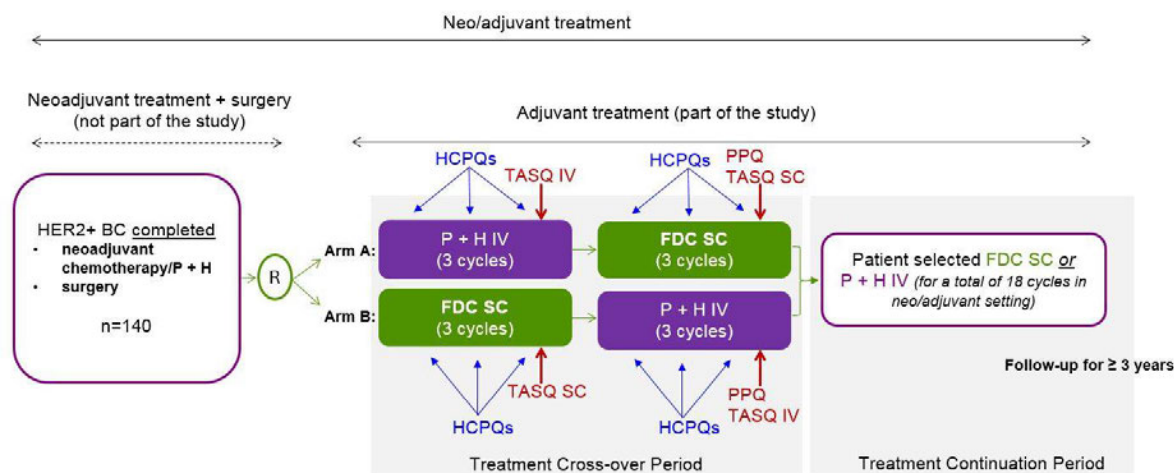 Neo/adjuvant treatment
Neoadjuvant treatment + surgery
(not part of the study)
Adjuvant treatment (part of the study)
HCPQs
TASQ IV
HCPQs
PPQ
TASQ SC
HER2+ BC completed
• neoadjuvant
chemotherapy/P + H
• surgery
n=140
R
Arm A:
P + H IV
(3 cycles)
FDC SC
(3 cycles)
Arm B:
FDC SC
(3 cycles)
P + H IV
(3 cycles)
Patient selected FDC SC or
P + H IV (for a total of 18 cycles in
neo/adjuvant setting)
TASQ SC
HCPQs
PPQ
TASQ IV
HCPQs
Follow-up for ≥ 3 years
Treatment Cross-over Period
Treatment Continuation Period